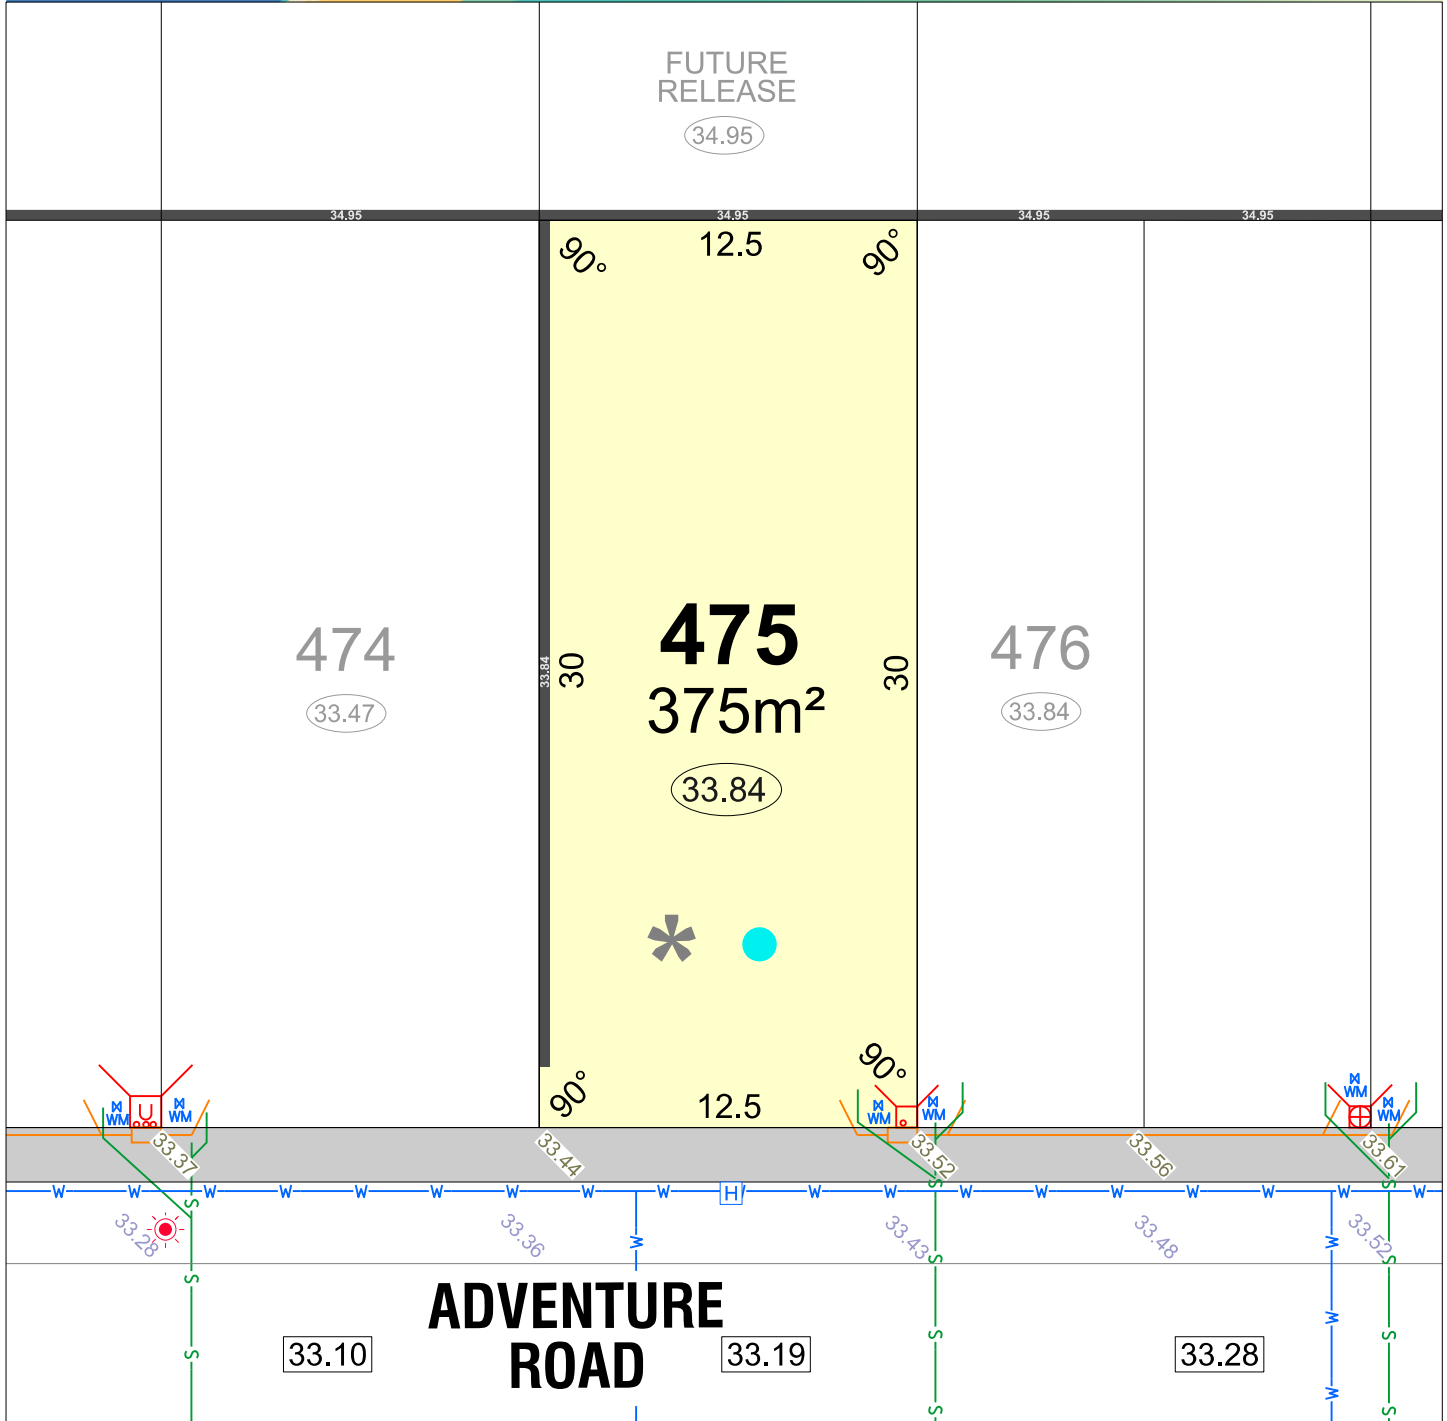 FUTURE
RELEASE
34.95
34.95
34.95
34.95
34.95
90°
12.5
90°
474
33.47
33.84
30
475
375m²
33.84
30
476
33.84
*
90°
12.5
90°
WM
U
WM
WM
WM
WM
WM
33.37
33.44
33.52
33.56
33.61
W W W W W W W W W H W W W W W W W W W
S
S
S
33.28
33.36
33.43
33.48
33.52
W
W
S
S
S
ADVENTURE
ROAD
33.10
33.19
33.28
W
S
S
S
W
S
S